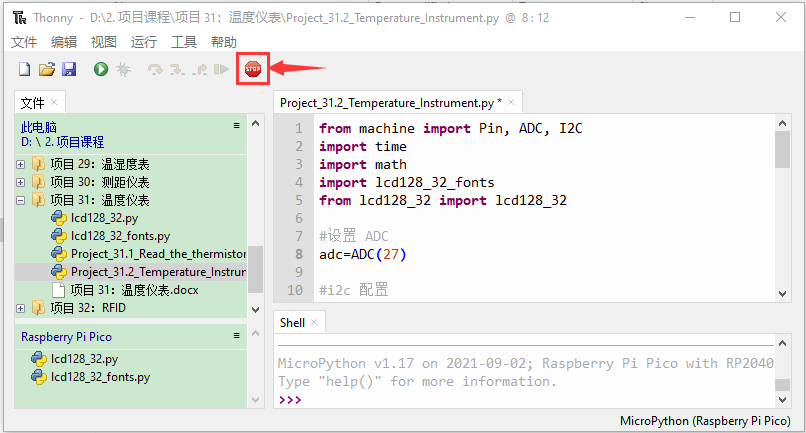 Thonny - D:\2. 项目课程\项目 31：温度仪表\Project_31.2_Temperature_Instrument.py @ 8 : 12
文件 编辑 视图 运行 工具 帮助
STOP
文件
此电脑
D: \ 2. 项目课程
项目 29：温湿度表
项目 30：测距仪表
项目 31：温度仪表
lcd128_32.py
lcd128_32_fonts.py
Project_31.1_Read_the_thermistor
Project_31.2_Temperature_Instrum
项目 31：温度仪表.docx
项目 32：RFID
Raspberry Pi Pico
lcd128_32.py
lcd128_32_fonts.py
Project_31.2_Temperature_Instrument.py *
1 from machine import Pin, ADC, I2C
2 import time
3 import math
4 import lcd128_32_fonts
5 from lcd128_32 import lcd128_32
6
7 #设置 ADC
8 adc=ADC(27)
9
10 #i2c 配置
Shell
MicroPython v1.17 on 2021-09-02; Raspberry Pi Pico with RP2040
Type "help()" for more information.
>>>
MicroPython (Raspberry Pi Pico)